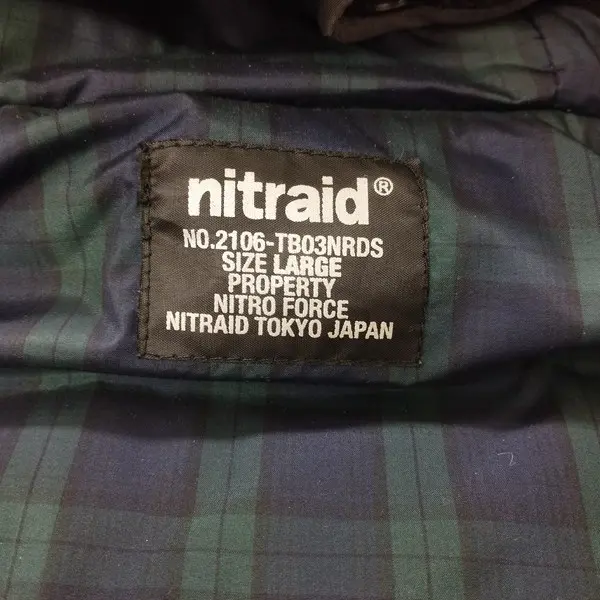 nitraid®
NO.2106-TB03NRDS
SIZE LARGE
PROPERTY
NITRO FORCE
NITRAID TOKYO JAPAN